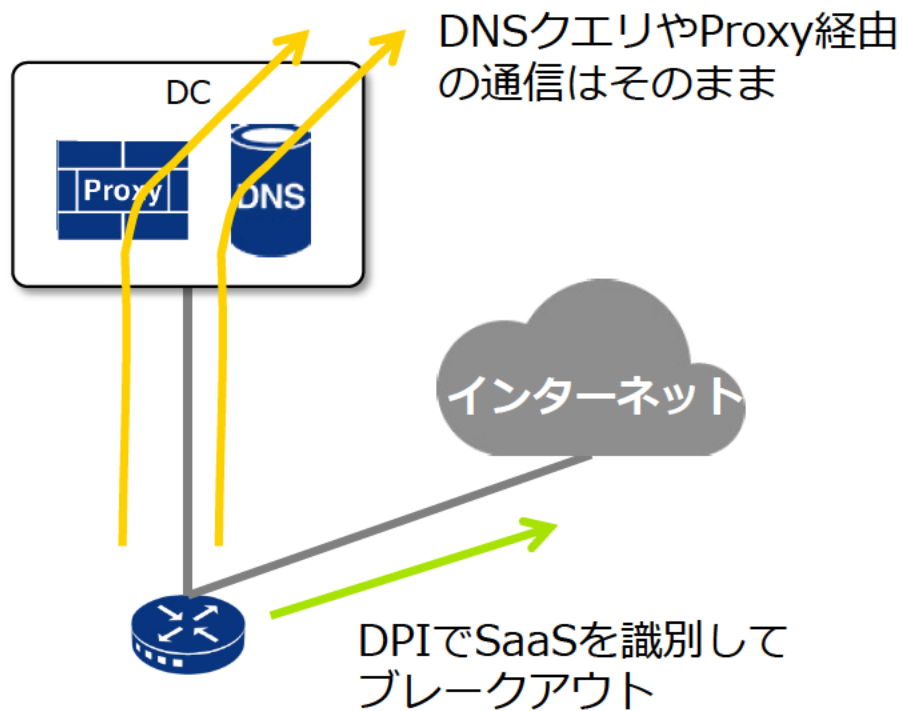 DNSクエリやProxy経由
の通信はそのまま
DC
Proxy
DNS
インターネット
DPIでSaaSを識別して
ブレークアウト